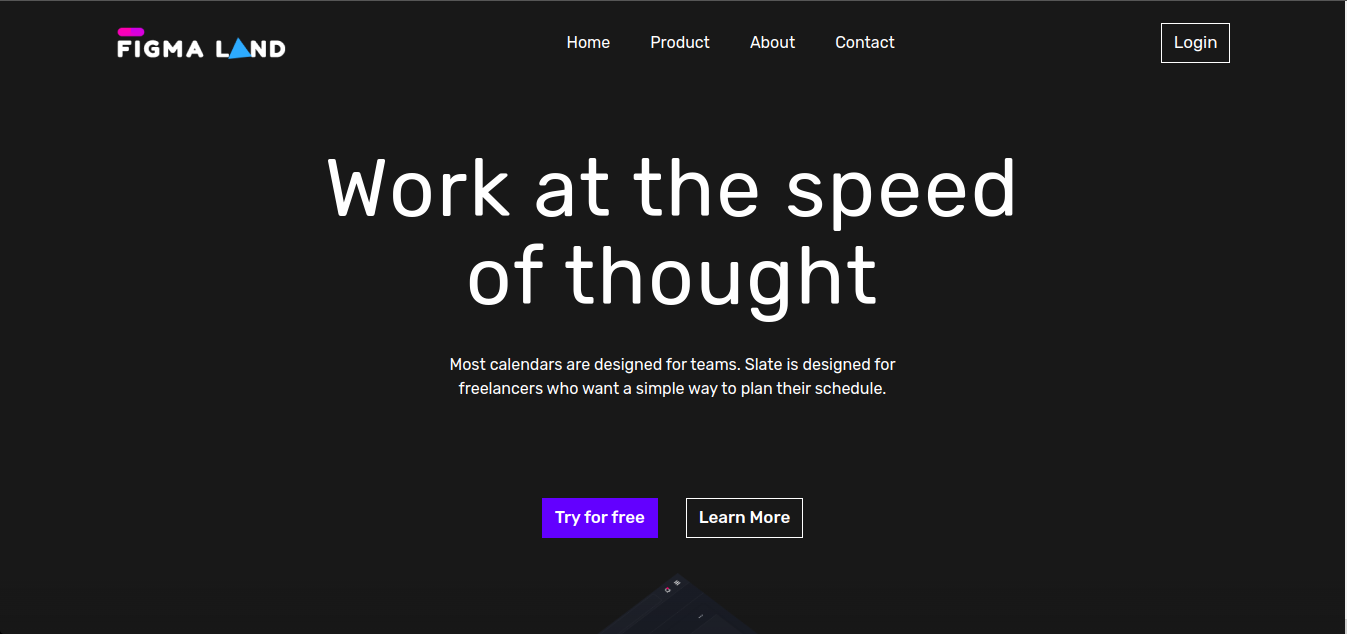 FIGMA LAND
Home
Product
About
Contact
Login
Work at the speed
of thought
Most calendars are designed for teams. Slate is designed for
freelancers who want a simple way to plan their schedule.
Try for free
Learn More